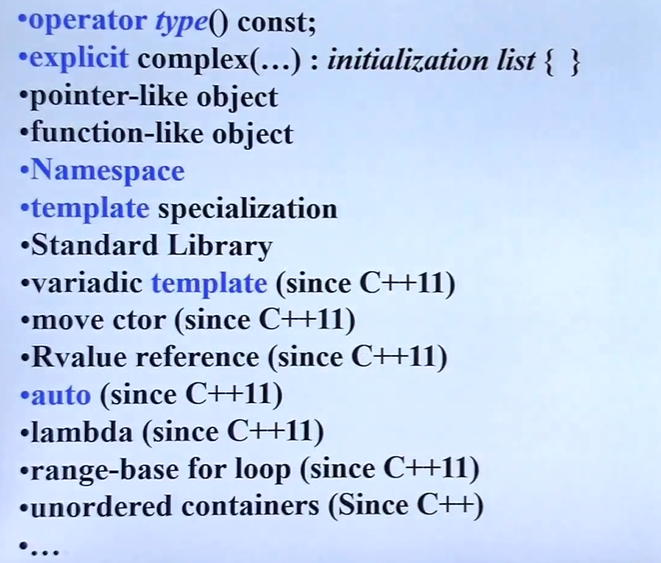 •operator type() const;
•explicit complex(…) : initialization list { }
•pointer-like object
•function-like object
•Namespace
•template specialization
•Standard Library
•variadic template (since C++11)
•move ctor (since C++11)
•Rvalue reference (since C++11)
•auto (since C++11)
•lambda (since C++11)
•range-base for loop (since C++11)
•unordered containers (Since C++)
•…